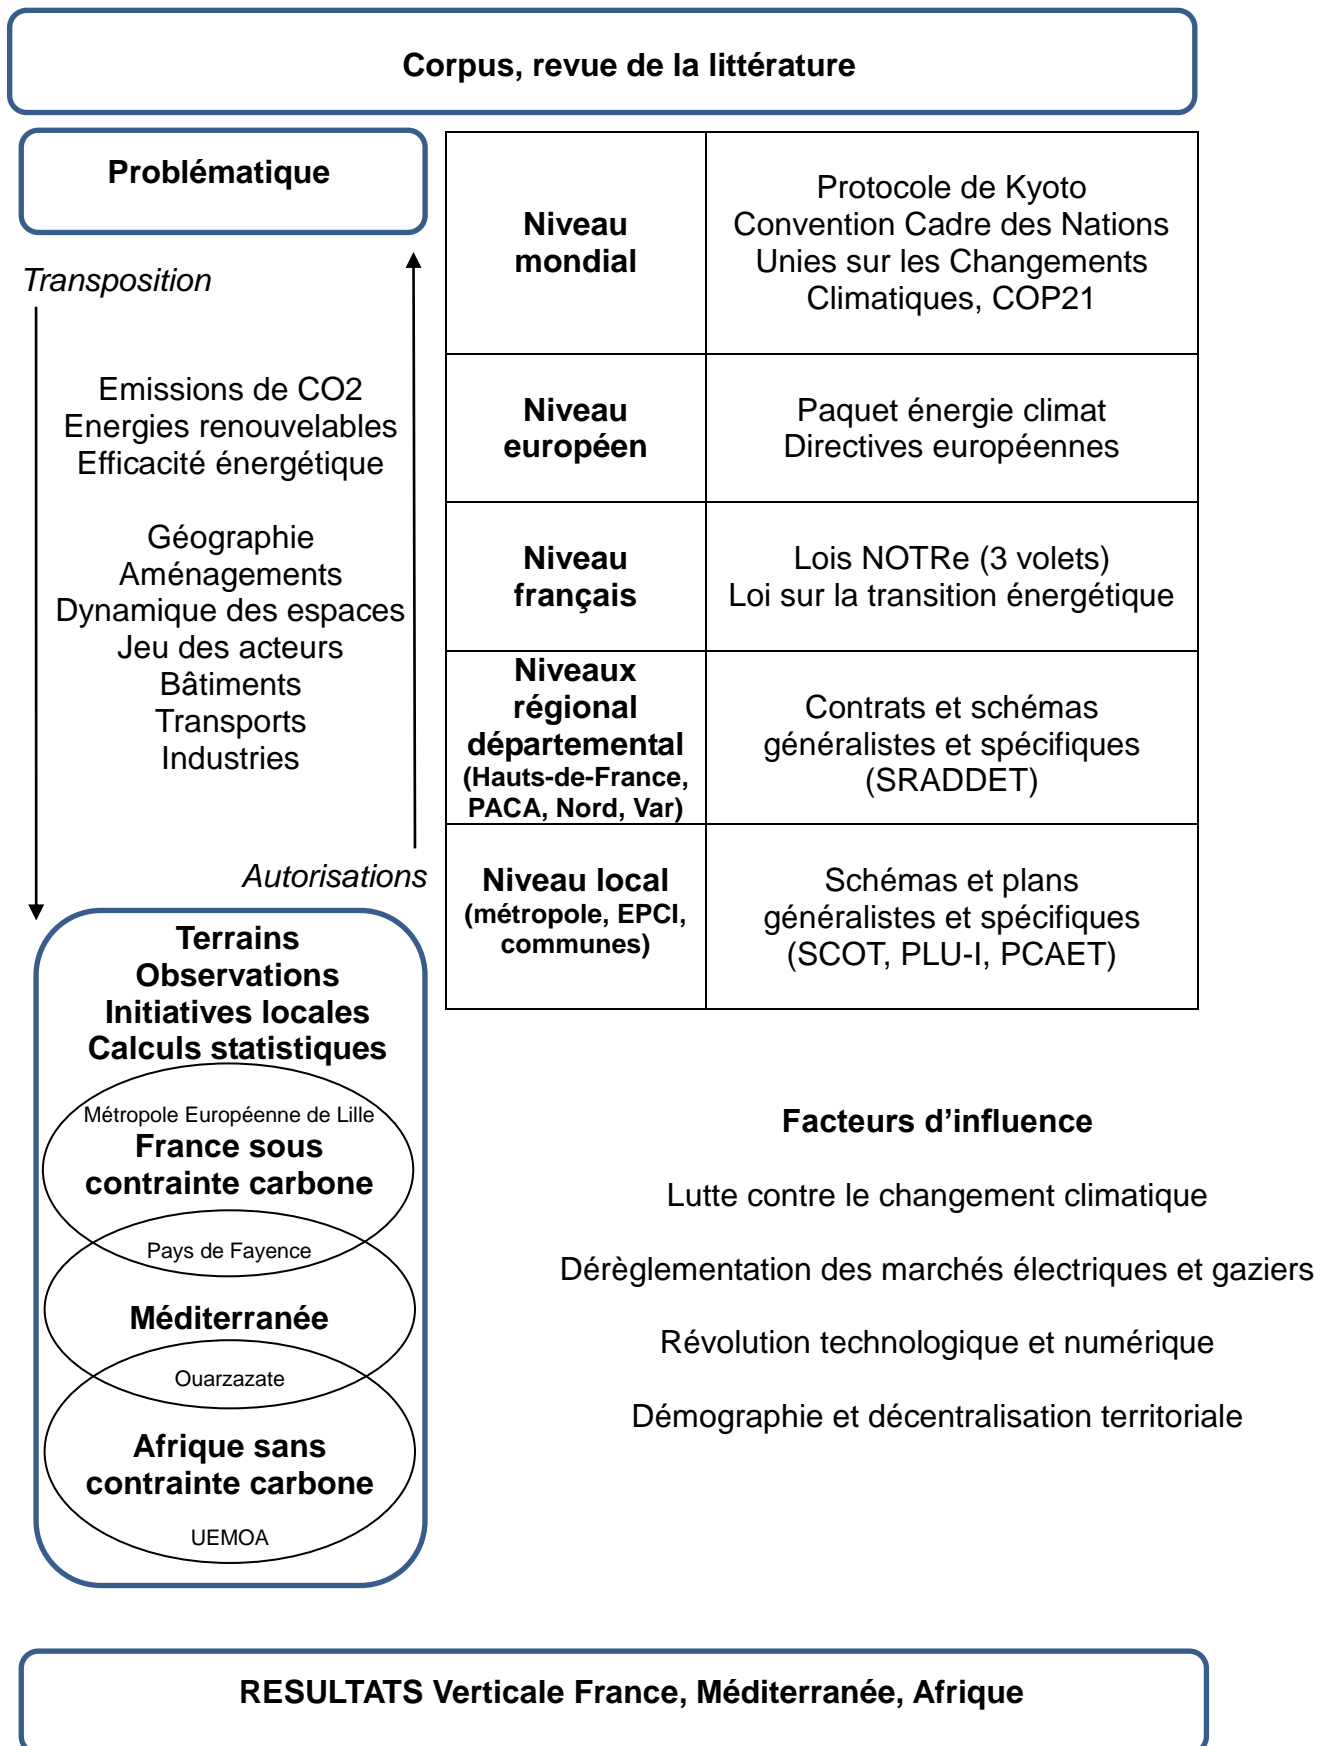 Corpus, revue de la littérature
Problématique
Transposition
Emissions de CO2
Energies renouvelables
Efficacité énergétique
Géographie
Aménagements
Dynamique des espaces
Jeu des acteurs
Bâtiments
Transports
Industries
Autorisations
Niveau
mondial
Protocole de Kyoto
Convention Cadre des Nations
Unies sur les Changements
Climatiques, COP21
Niveau
européen
Paquet énergie climat
Directives européennes
Niveau
français
Lois NOTRe (3 volets)
Loi sur la transition énergétique
Niveaux
régional
départemental
(Hauts-de-France,
PACA, Nord, Var)
Contrats et schémas
généralistes et spécifiques
(SRADDET)
Niveau local
(métropole, EPCI,
communes)
Schémas et plans
généralistes et spécifiques
(SCOT, PLU-I, PCAET)
Terrains
Observations
Initiatives locales
Calculs statistiques
Métropole Européenne de Lille
France sous
contrainte carbone
Pays de Fayence
Méditerranée
Ouarzazate
Afrique sans
contrainte carbone
UEMOA
Facteurs d’influence
Lutte contre le changement climatique
Dérèglementation des marchés électriques et gaziers
Révolution technologique et numérique
Démographie et décentralisation territoriale
RESULTATS Verticale France, Méditerranée, Afrique